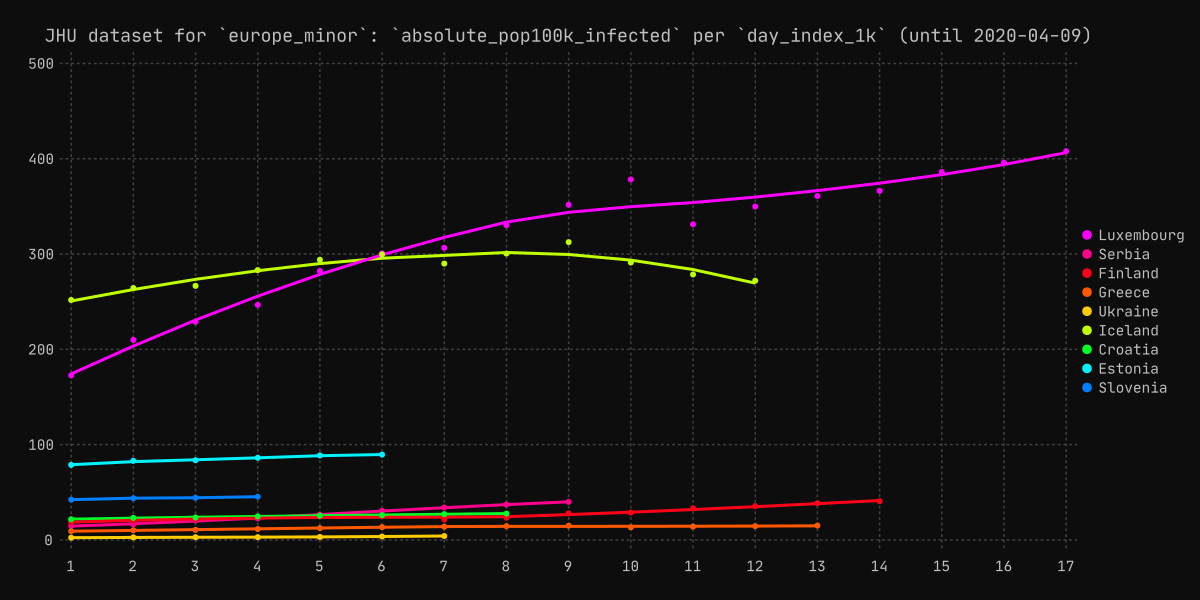 JHU dataset for `europe_minor`: `absolute_pop100k_infected` per `day_index_1k` (until 2020-04-09)
500
400
300
200
100
0
1 2 3 4 5 6 7 8 9 10 11 12 13 14 15 16 17
Luxembourg
Serbia
Finland
Greece
Ukraine
Iceland
Croatia
Estonia
Slovenia